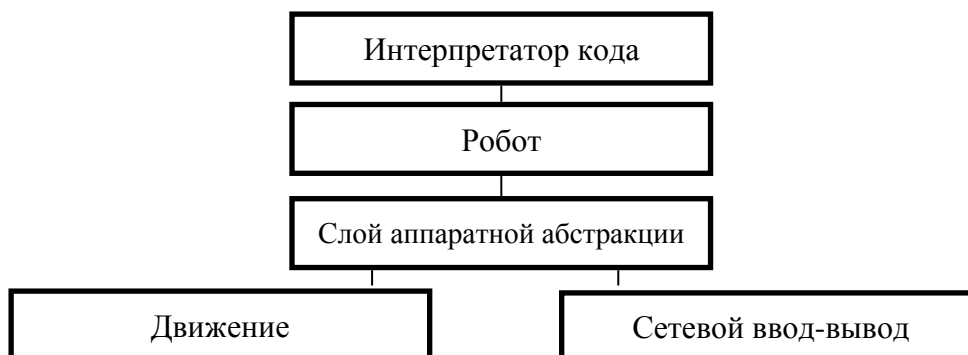 Интерпретатор кода
Робот
Слой аппаратной абстракции
Движение
Сетевой ввод-вывод